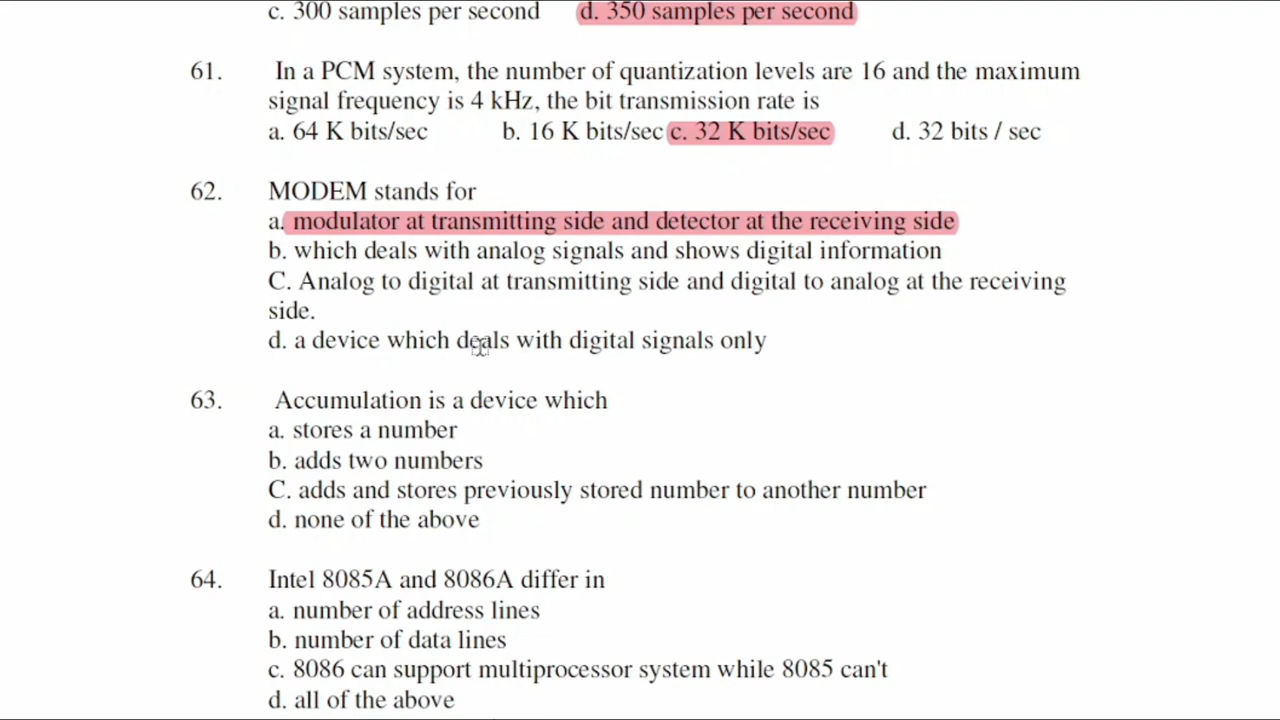 c. 300 samples per second d. 350 samples per second
61. In a PCM system, the number of quantization levels are 16 and the maximum
signal frequency is 4 kHz, the bit transmission rate is
a. 64 K bits/sec b. 16 K bits/sec c. 32 K bits/sec d. 32 bits / sec
62. MODEM stands for
a. modulator at transmitting side and detector at the receiving side
b. which deals with analog signals and shows digital information
C. Analog to digital at transmitting side and digital to analog at the receiving
side.
d. a device which deals with digital signals only
63. Accumulation is a device which
a. stores a number
b. adds two numbers
C. adds and stores previously stored number to another number
d. none of the above
64. Intel 8085A and 8086A differ in
a. number of address lines
b. number of data lines
c. 8086 can support multiprocessor system while 8085 can't
d. all of the above